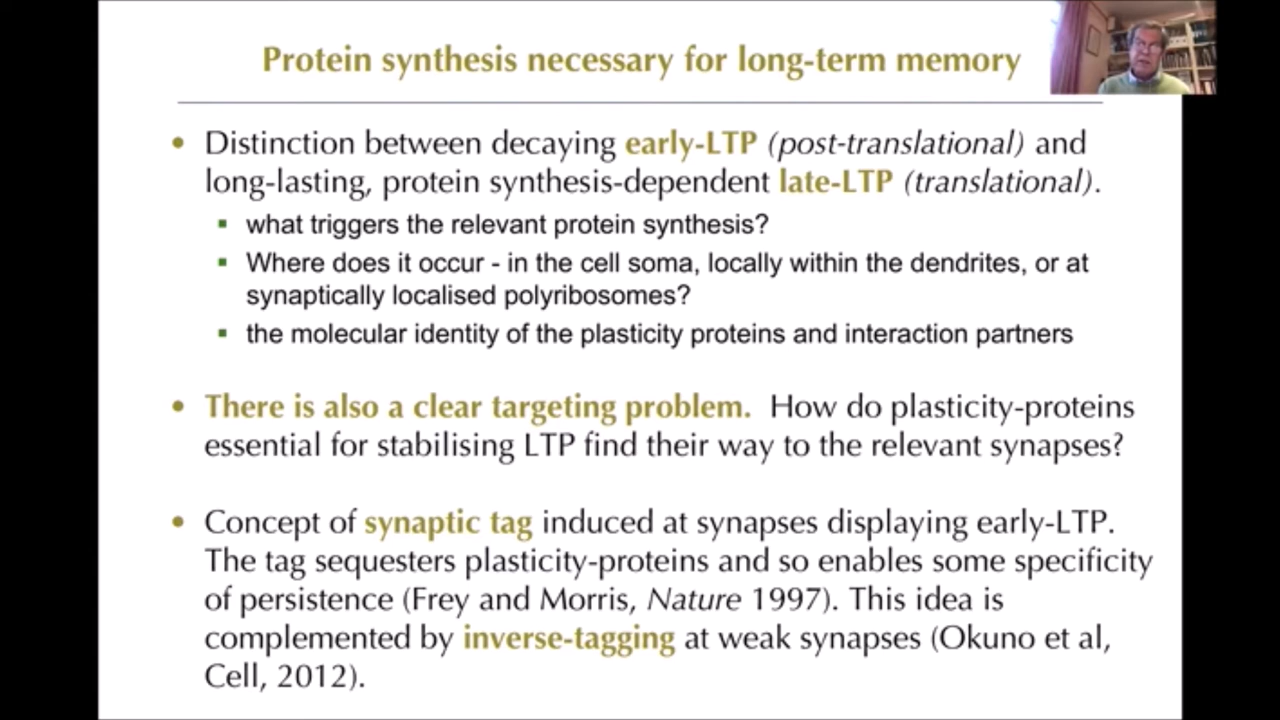 Protein synthesis necessary for long-term memory
• Distinction between decaying early-LTP (post-translational) and
long-lasting, protein synthesis-dependent late-LTP (translational).
▪ what triggers the relevant protein synthesis?
▪ Where does it occur - in the cell soma, locally within the dendrites, or at
synaptically localised polyribosomes?
▪ the molecular identity of the plasticity proteins and interaction partners
• There is also a clear targeting problem. How do plasticity-proteins
essential for stabilising LTP find their way to the relevant synapses?
• Concept of synaptic tag induced at synapses displaying early-LTP.
The tag sequesters plasticity-proteins and so enables some specificity
of persistence (Frey and Morris, Nature 1997). This idea is
complemented by inverse-tagging at weak synapses (Okuno et al,
Cell, 2012).